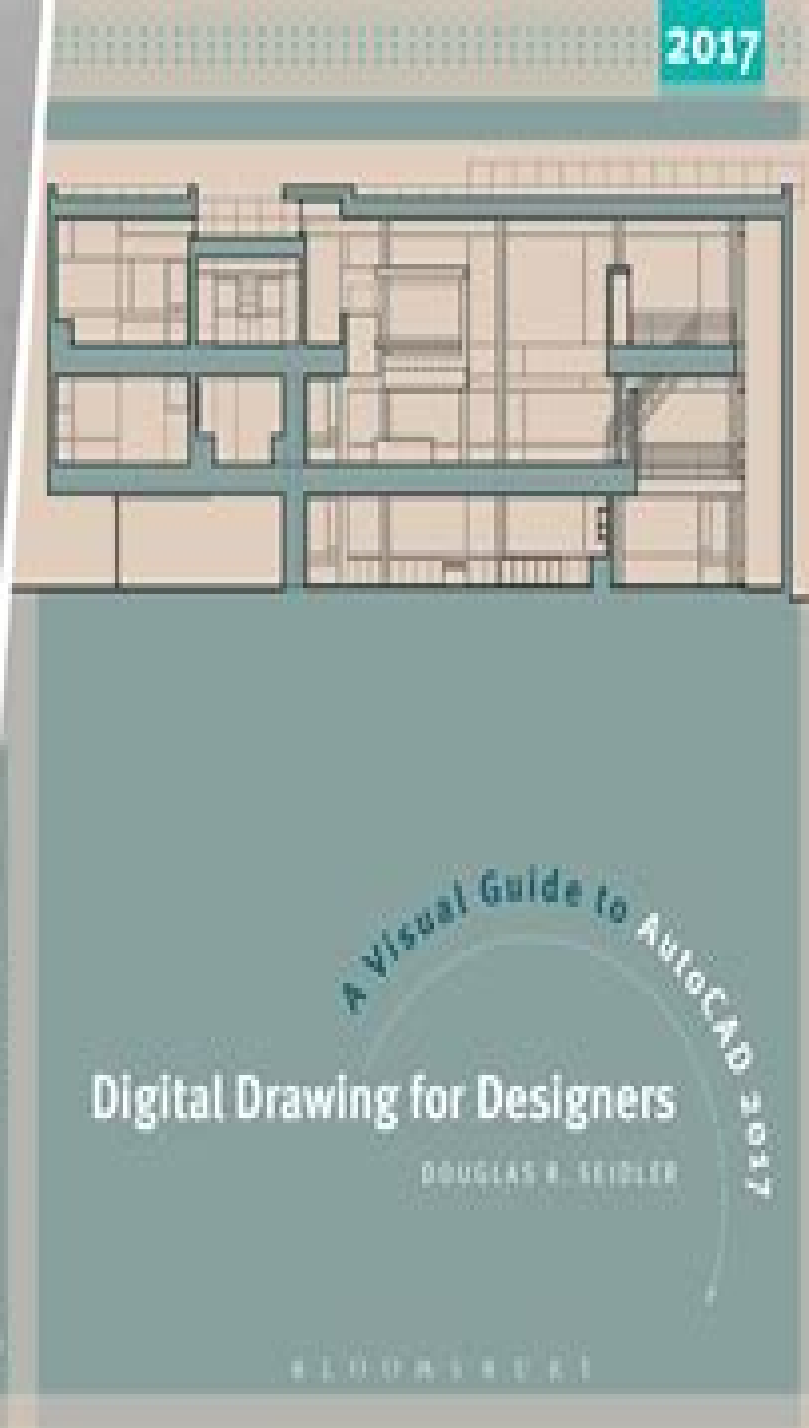 2017
A Visual Guide to AutoCAD 2017
Digital Drawing for Designers
DOUGLAS R. SEIDLER
BLOOMSBURY